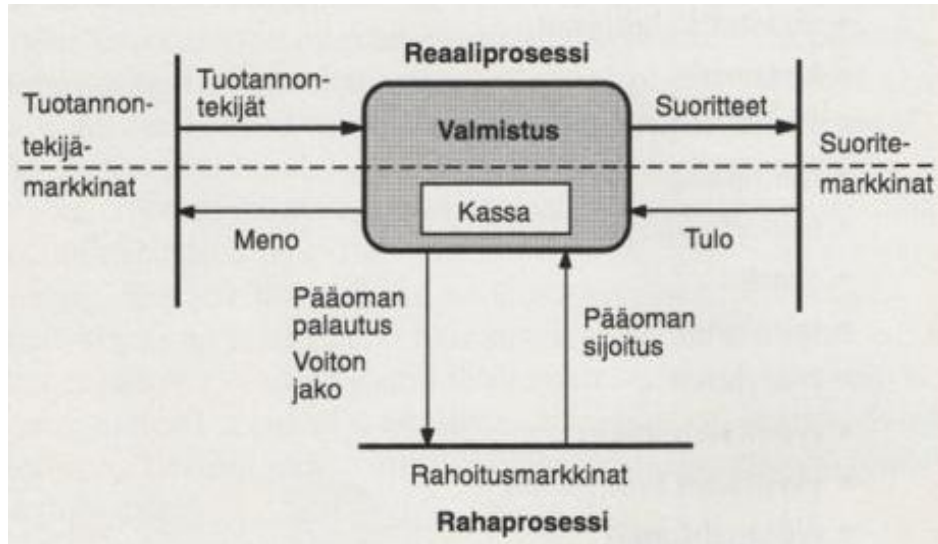 Reaaliprosessi
Tuotannon-
tekijä-
markkinat
Tuotannon-
tekijät
Valmistus
Suoritteet
Suorite-
markkinat
Kassa
Meno
Tulo
Pääoman
palautus
Voiton
jako
Pääoman
sijoitus
Rahoitusmarkkinat
Rahaprosessi